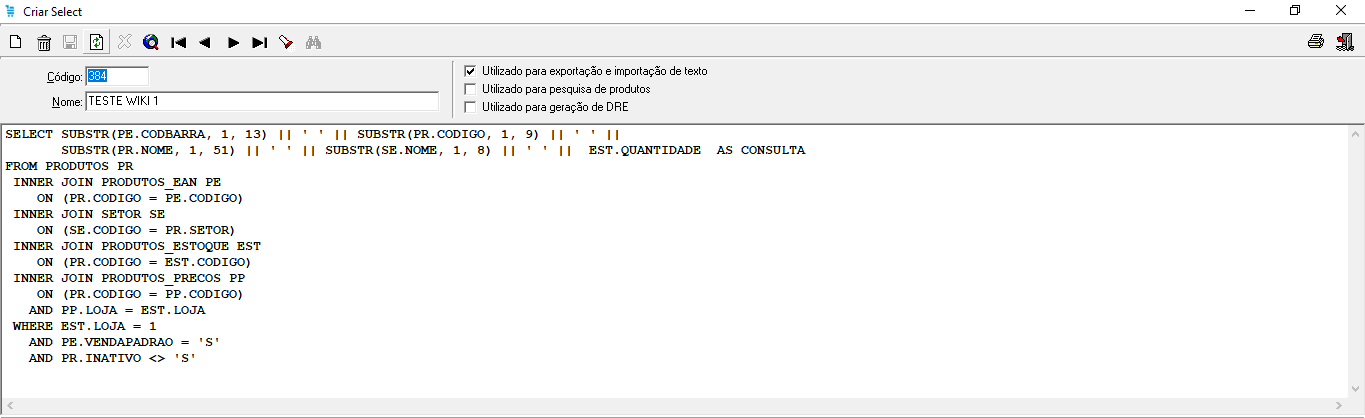 Criar Select
Código: 384
Nome: TESTE WIKI 1
Utilizado para exportação e importação de texto
Utilizado para pesquisa de produtos
Utilizado para geração de DRE
SELECT SUBSTR(PE.CODBARRA, 1, 13) || ' ' || SUBSTR(PR.CODIGO, 1, 9) || ' ' ||
       SUBSTR(PR.NOME, 1, 51) || ' ' || SUBSTR(SE.NOME, 1, 8) || ' ' ||  EST.QUANTIDADE  AS CONSULTA
FROM PRODUTOS PR
 INNER JOIN PRODUTOS_EAN PE
    ON (PR.CODIGO = PE.CODIGO)
 INNER JOIN SETOR SE
    ON (SE.CODIGO = PR.SETOR)
 INNER JOIN PRODUTOS_ESTOQUE EST
    ON (PR.CODIGO = EST.CODIGO)
 INNER JOIN PRODUTOS_PRECOS PP
    ON (PR.CODIGO = PP.CODIGO)
   AND PP.LOJA = EST.LOJA
 WHERE EST.LOJA = 1
   AND PE.VENDAPADRAO = 'S'
   AND PR.INATIVO <> 'S'